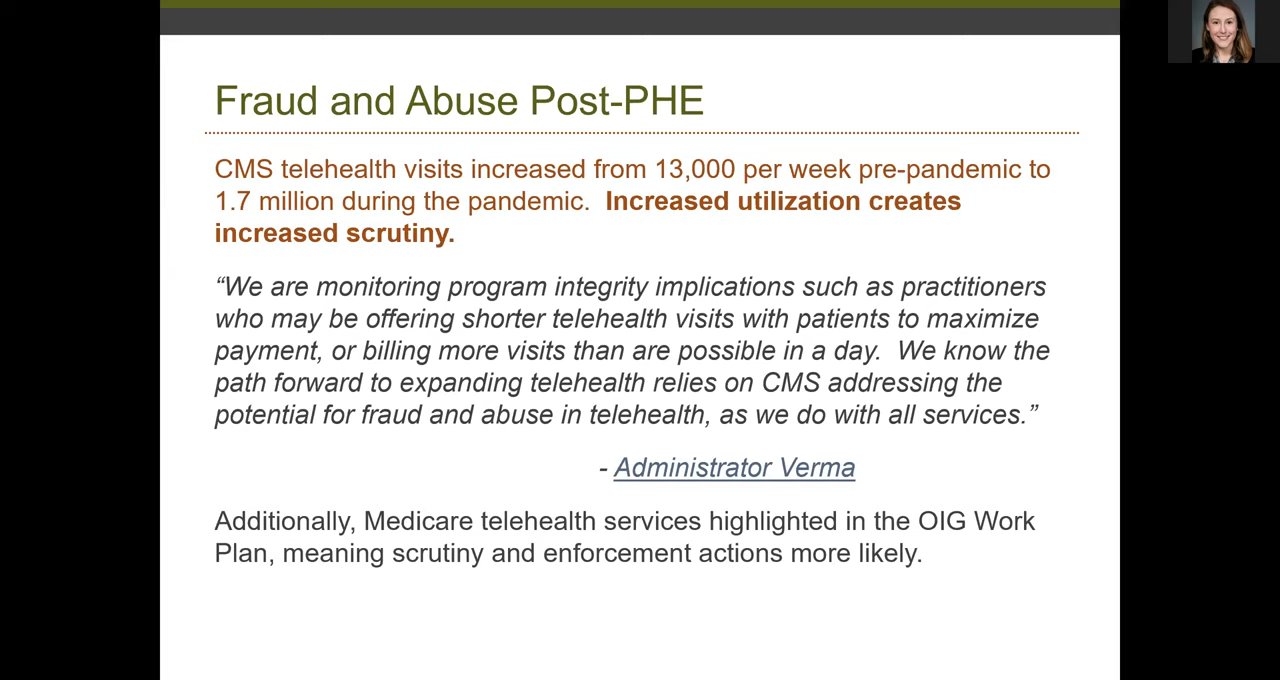 Fraud and Abuse Post-PHE
CMS telehealth visits increased from 13,000 per week pre-pandemic to
1.7 million during the pandemic.  Increased utilization creates
increased scrutiny.
“We are monitoring program integrity implications such as practitioners
who may be offering shorter telehealth visits with patients to maximize
payment, or billing more visits than are possible in a day.  We know the
path forward to expanding telehealth relies on CMS addressing the
potential for fraud and abuse in telehealth, as we do with all services.”
- Administrator Verma
Additionally, Medicare telehealth services highlighted in the OIG Work
Plan, meaning scrutiny and enforcement actions more likely.